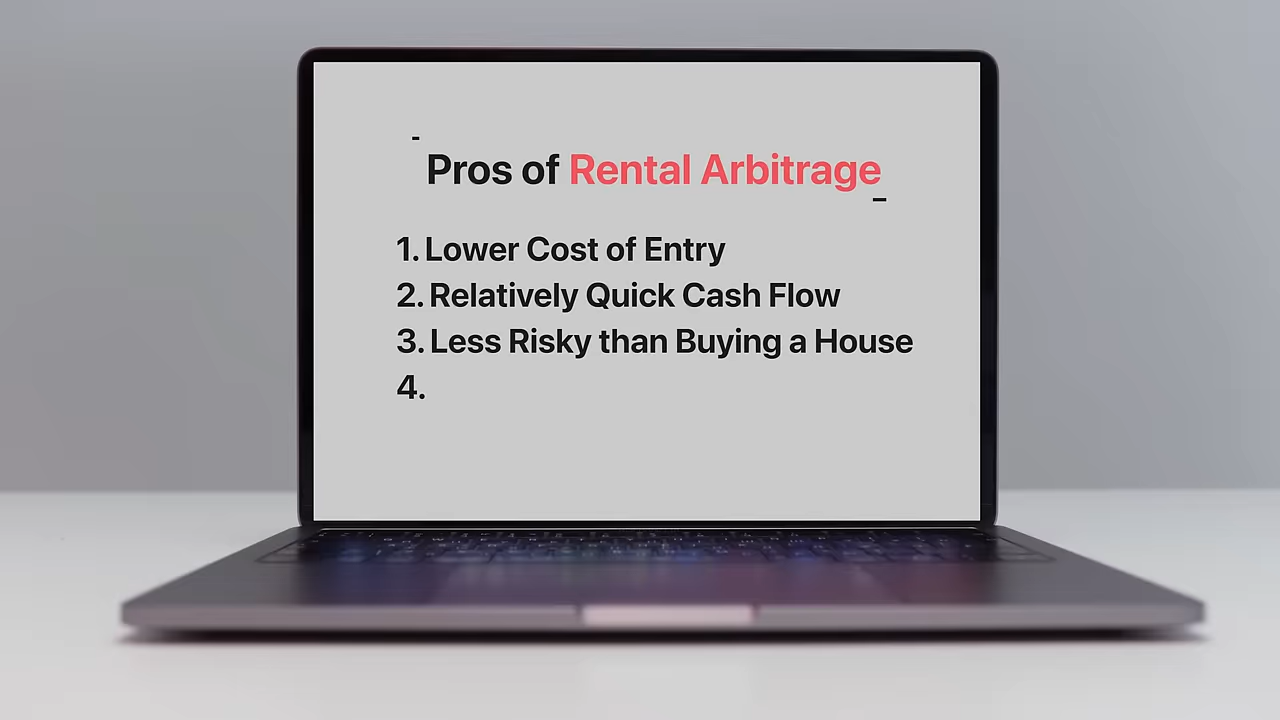 Pros of Rental Arbitrage
1. Lower Cost of Entry
2. Relatively Quick Cash Flow
3. Less Risky than Buying a House
4.